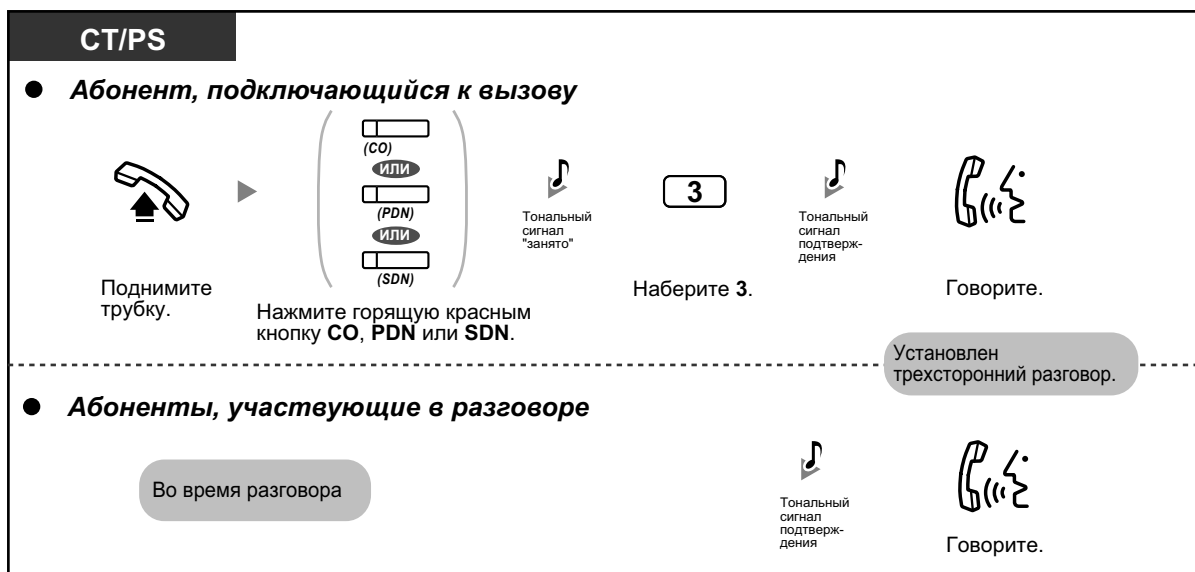 CT/PS
Абонент, подключающийся к вызову
(CO)
ИЛИ
(PDN)
ИЛИ
(SDN)
Тональный
сигнал
"занято"
3
Тональный
сигнал
подтверж-
дения
Поднимите
трубку.
Нажмите горящую красным
кнопку CO, PDN или SDN.
Наберите 3.
Говорите.
Установлен
трехсторонний разговор.
Абоненты, участвующие в разговоре
Во время разговора
Тональный
сигнал
подтверж-
дения
Говорите.